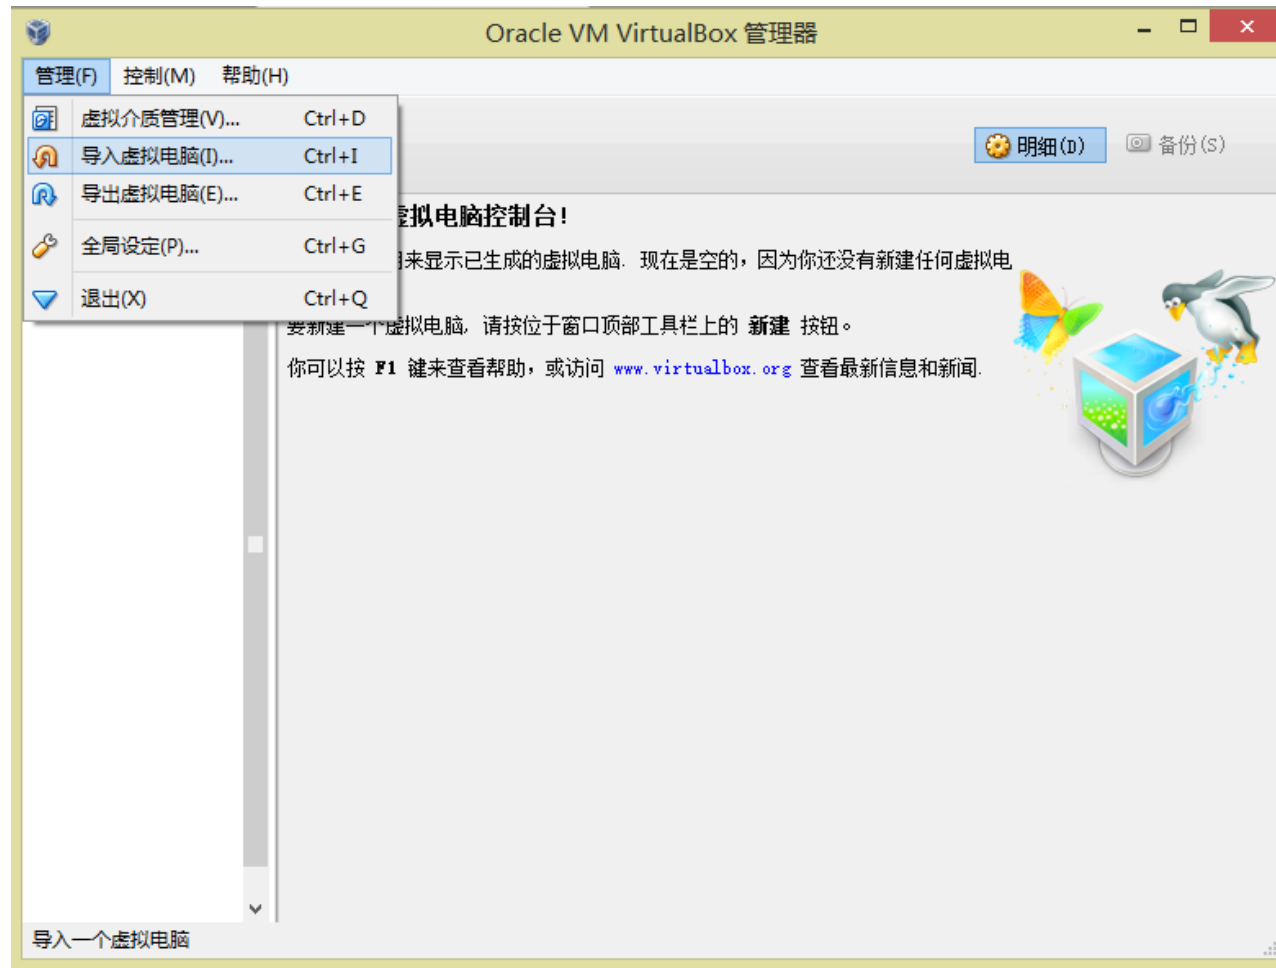 Oracle VM VirtualBox 管理器
管理(F) 控制(M) 帮助(H)
虚拟介质管理(V)... Ctrl+D
导入虚拟电脑(I)... Ctrl+I
导出虚拟电脑(E)... Ctrl+E
全局设定(P)... Ctrl+G
退出(X) Ctrl+Q
明细(D) 备份(S)
虚拟电脑控制台!
来显示已生成的虚拟电脑. 现在是空的，因为你还没有新建任何虚拟电
要新建一个虚拟电脑, 请按位于窗口顶部工具栏上的 新建 按钮。
你可以按 F1 键来查看帮助，或访问 www.virtualbox.org 查看最新信息和新闻.
导入一个虚拟电脑